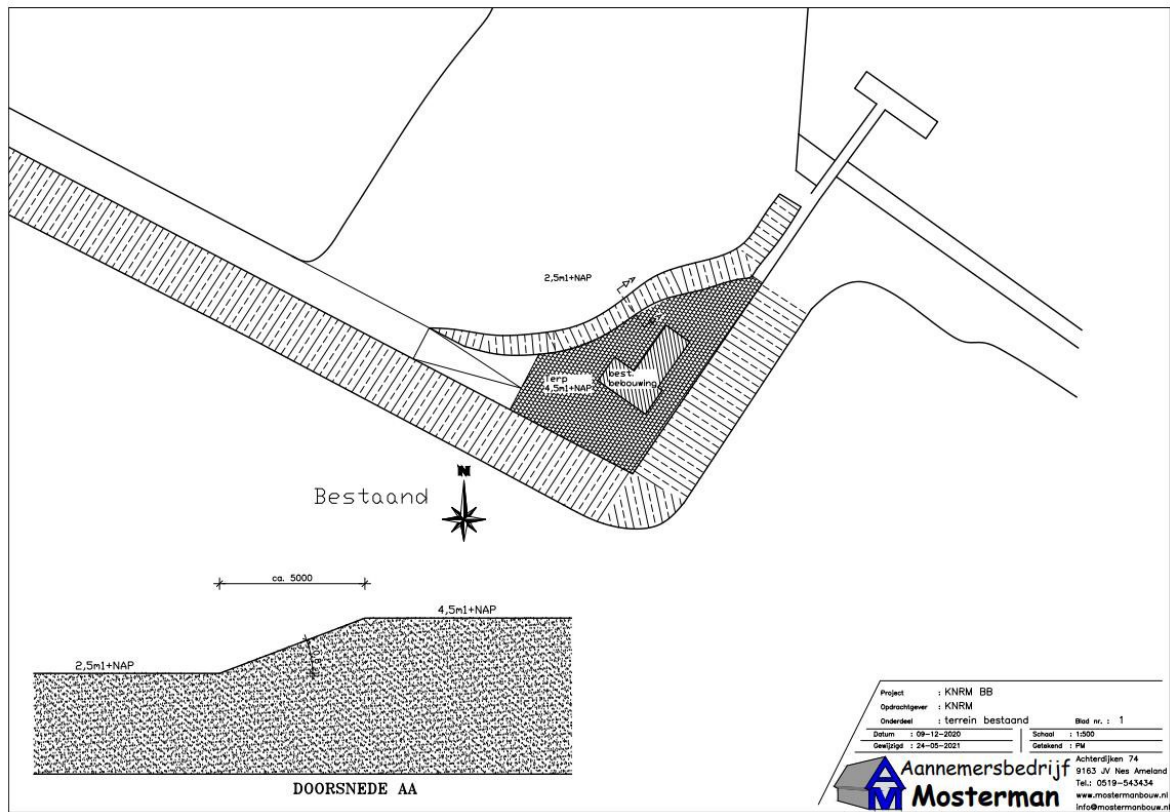 2,5m1+NAP
Terp
4,5m1+NAP
best.
bebouwing
N
Bestaand
ca. 5000
4,5m1+NAP
2,5m1+NAP
DOORSNEDE AA
Project : KNRM BB
Opdrachtgever : KNRM
Onderdeel : terrein bestaand Blad nr. : 1
Datum : 09-12-2020 Schaal : 1:500
Gewijzigd : 24-05-2021 Getekend : PM
Aannemersbedrijf
Mosterman
AM
Achterdijken 74
9163 JV Nes Ameland
Tel.: 0519-543434
www.mostermanbouw.nl
info@mostermanbouw.nl